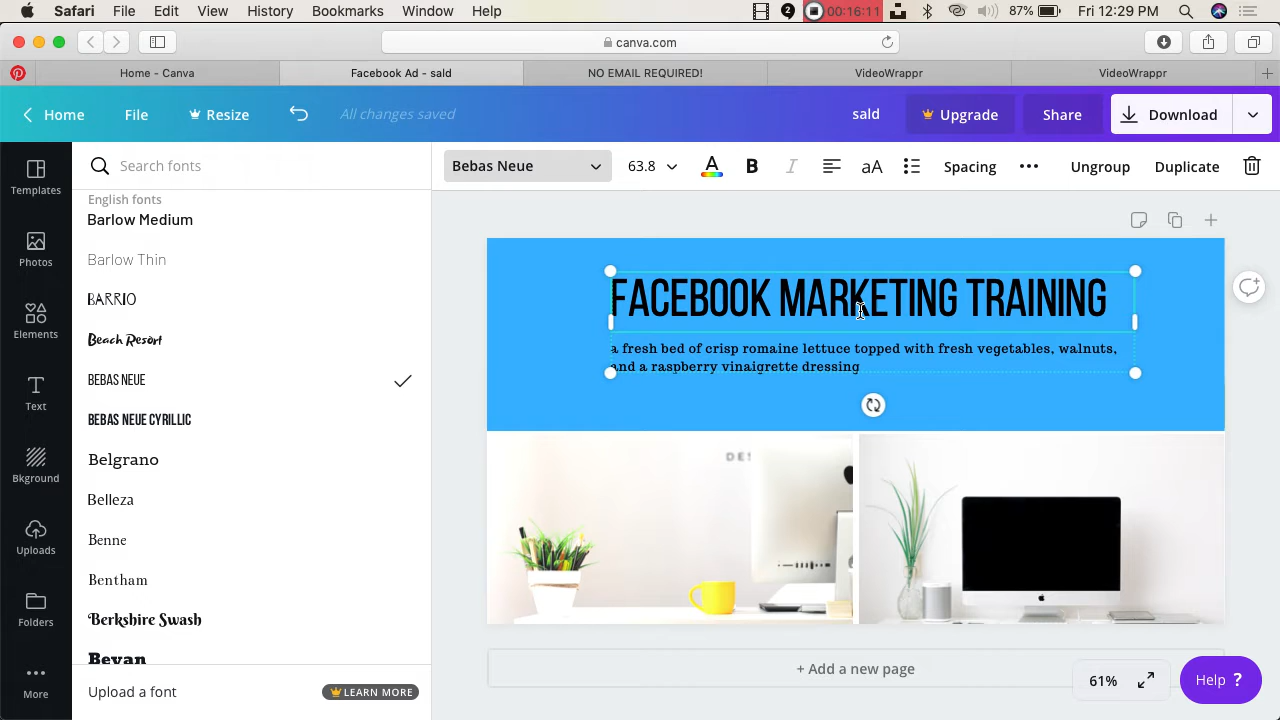 Safari File Edit View History Bookmarks Window Help 2 00:16:11 87% Fri 12:29 PM
canva.com
Home - Canva Facebook Ad - sald NO EMAIL REQUIRED! VideoWrappr VideoWrappr
Home File Resize All changes saved sald Upgrade Share Download
Search fonts
Bebas Neue 63.8 A B I aA Spacing ••• Ungroup Duplicate
Templates
Photos
Elements
Text
Bkground
Uploads
Folders
More
English fonts
Barlow Medium
Barlow Thin
BARRIO
Beach Resort
BEBAS NEUE
BEBAS NEUE CYRILLIC
Belgrano
Belleza
Benne
Bentham
Berkshire Swash
Bevan
Upload a font LEARN MORE
FACEBOOK MARKETING TRAINING
a fresh bed of crisp romaine lettuce topped with fresh vegetables, walnuts,
and a raspberry vinaigrette dressing
+ Add a new page
61% Help ?